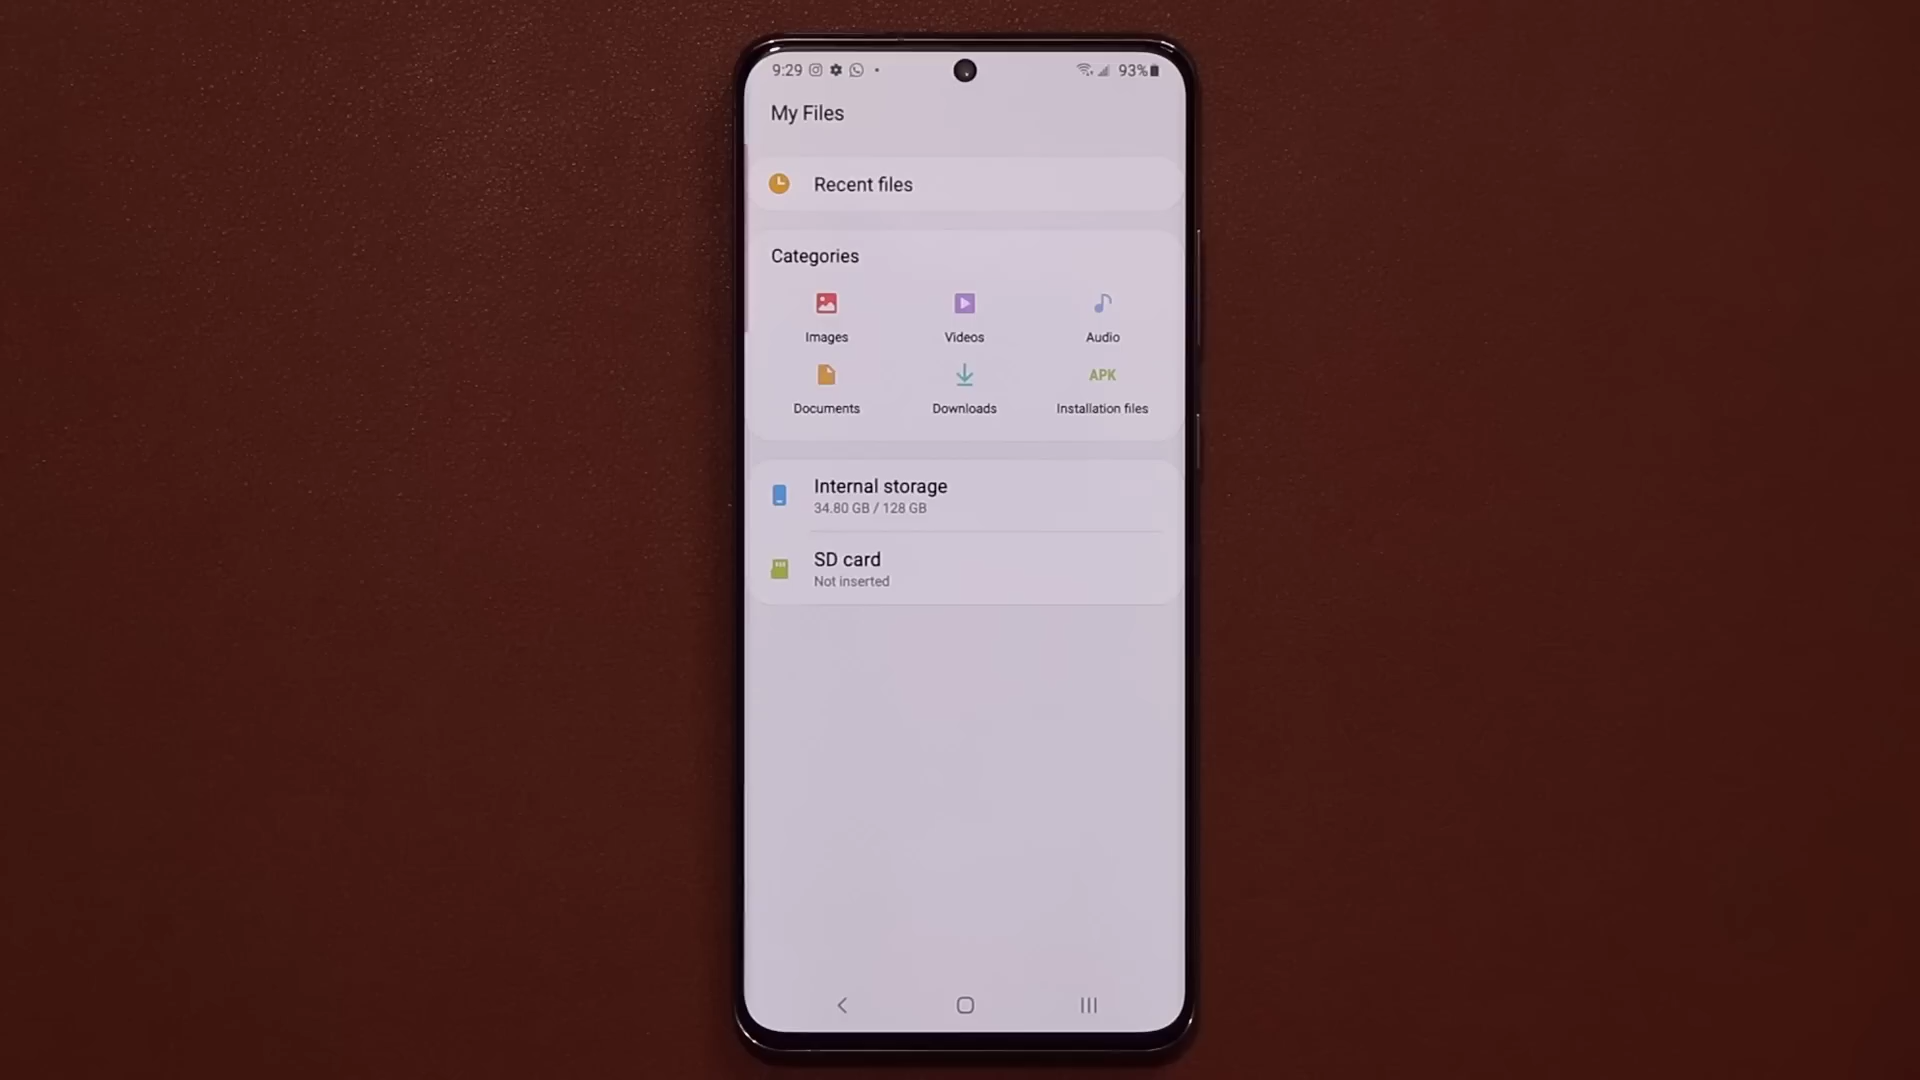 9:29
93%
My Files
Recent files
Categories
Images
Videos
Audio
Documents
Downloads
APK
Installation files
Internal storage
34.80 GB / 128 GB
SD card
Not inserted